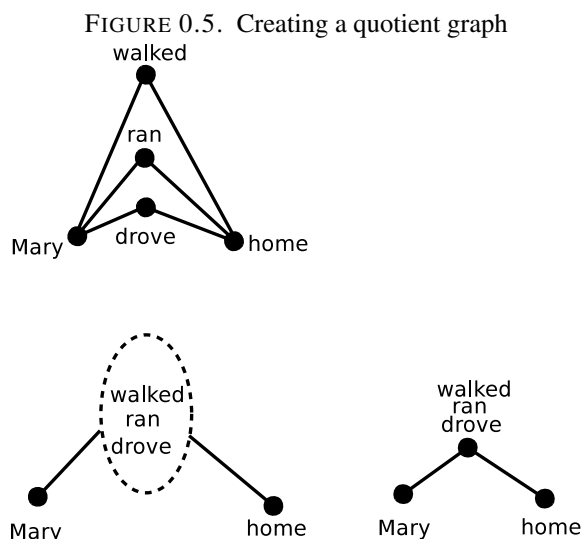 FIGURE 0.5. Creating a quotient graph
walked
ran
drove
Mary
home
walked
ran
drove
Mary
home
walked
ran
drove
Mary
home